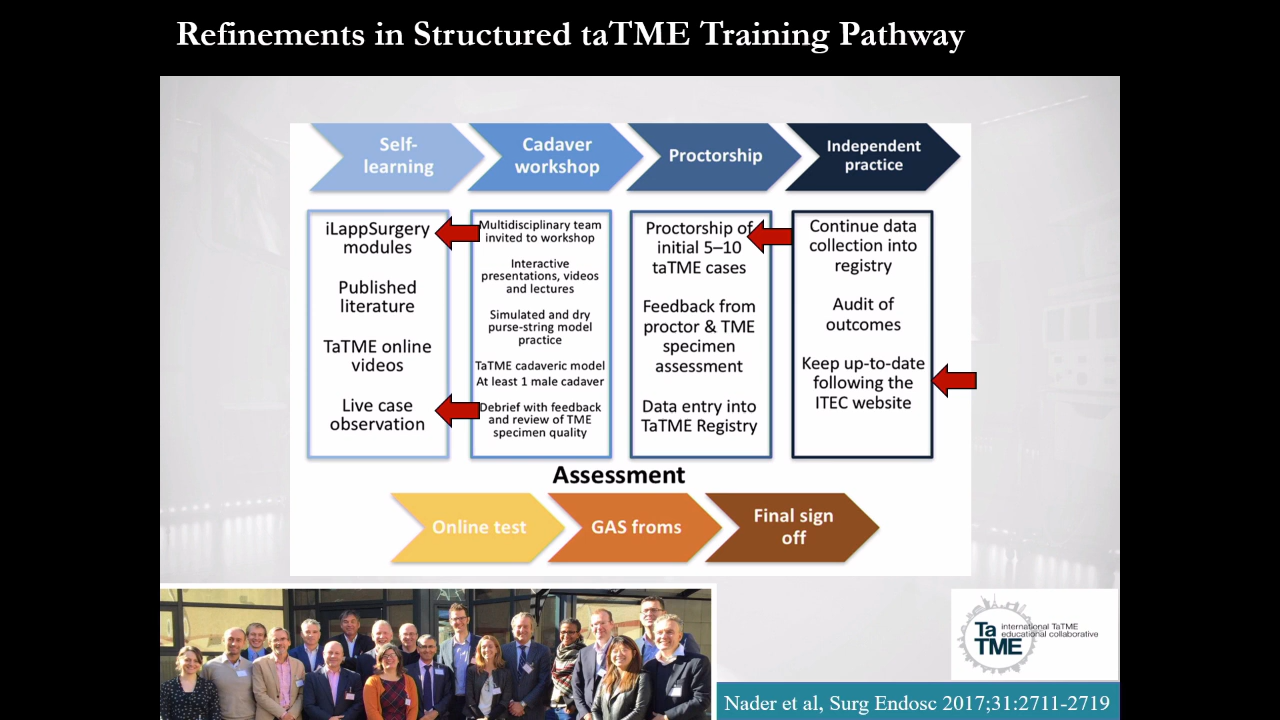 Refinements in Structured taTME Training Pathway
Self-
learning
Cadaver
workshop
Proctorship
Independent
practice
iLappSurgery
modules
Published
literature
TaTME online
videos
Live case
observation
Multidisciplinary team
invited to workshop
Interactive
presentations, videos
and lectures
Simulated and dry
purse-string model
practice
TaTME cadaveric model
At least 1 male cadaver
Debrief with feedback
and review of TME
specimen quality
Proctorship of
initial 5–10
taTME cases
Feedback from
proctor & TME
specimen
assessment
Data entry into
TaTME Registry
Continue data
collection into
registry
Audit of
outcomes
Keep up-to-date
following the
ITEC website
Assessment
Online test
GAS froms
Final sign
off
Ta
TME
international TaTME
educational collaborative
Nader et al, Surg Endosc 2017;31:2711-2719